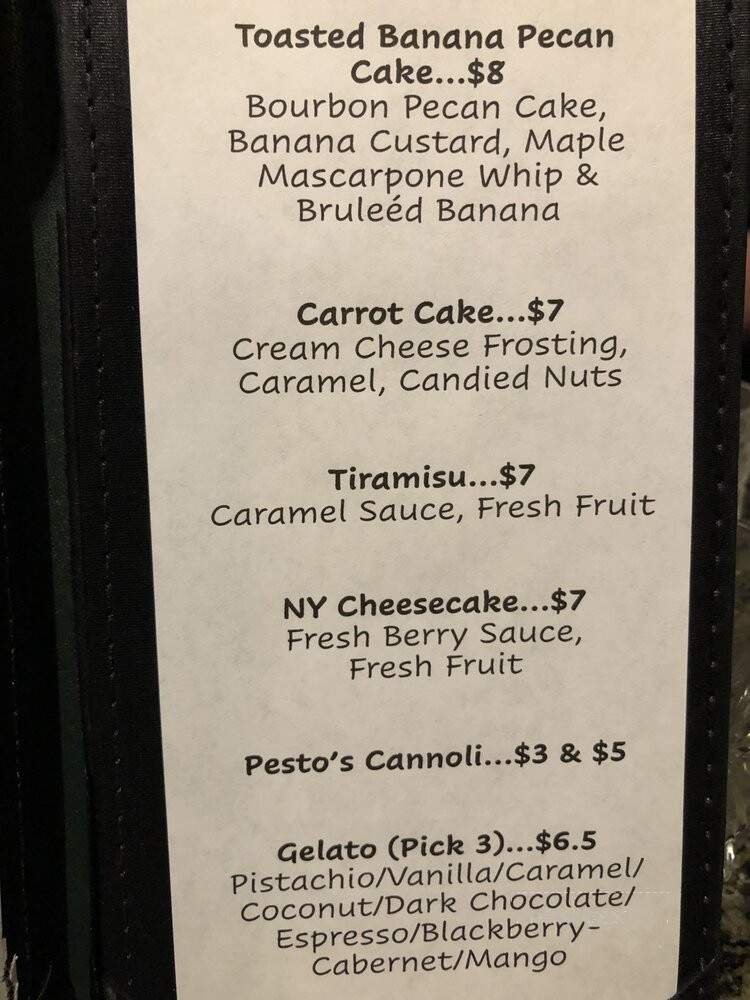 Toasted Banana Pecan
Cake...$8
Bourbon Pecan Cake,
Banana Custard, Maple
Mascarpone Whip &
Bruleéd Banana
Carrot Cake...$7
Cream Cheese Frosting,
Caramel, Candied Nuts
Tiramisu...$7
Caramel Sauce, Fresh Fruit
NY Cheesecake...$7
Fresh Berry Sauce,
Fresh Fruit
Pesto's Cannoli...$3 & $5
Gelato (Pick 3)...$6.5
Pistachio/Vanilla/Caramel/
Coconut/Dark Chocolate/
Espresso/Blackberry-
Cabernet/Mango